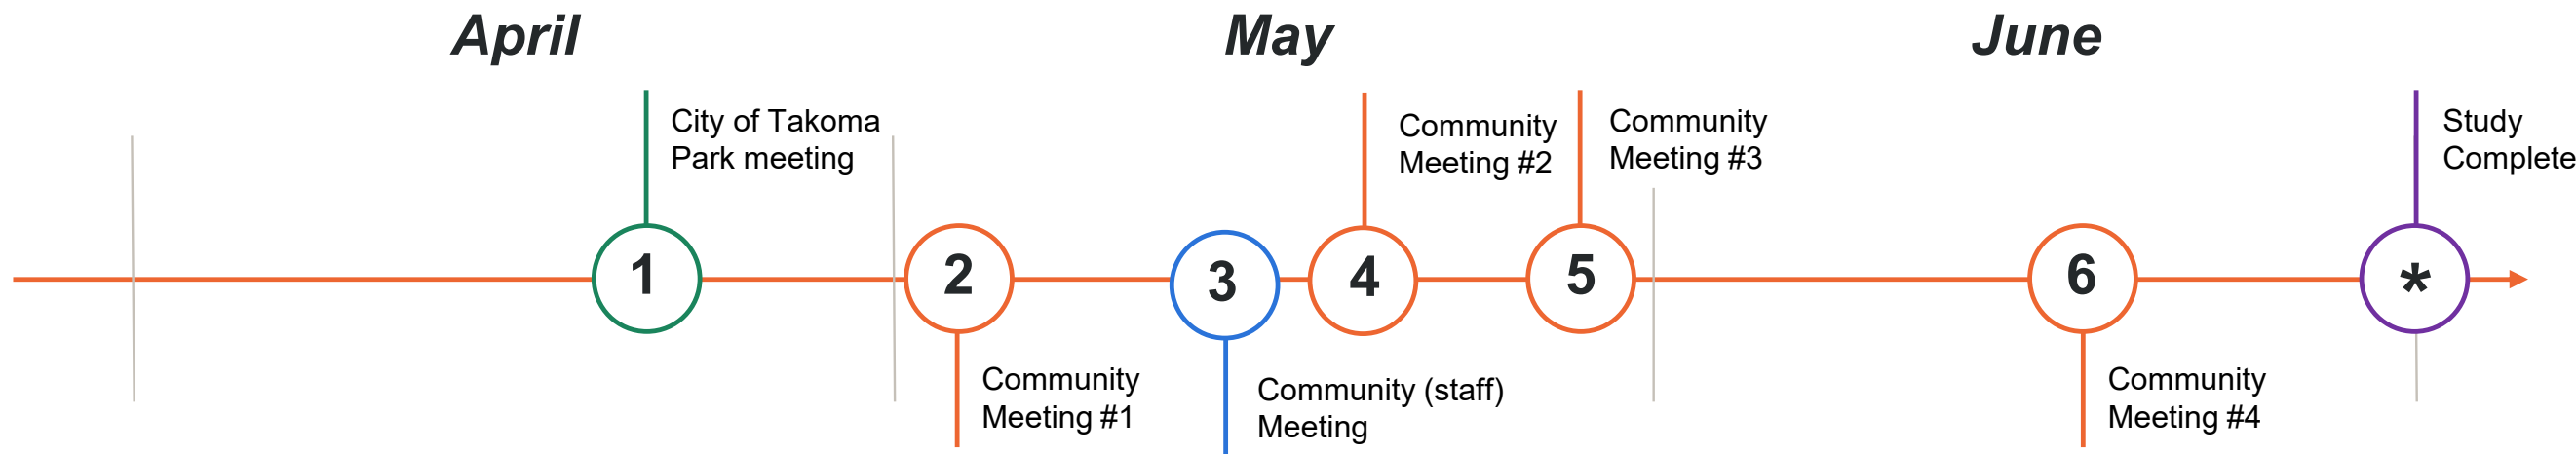 April
May
June
City of Takoma
Park meeting
Community
Meeting #2
Community
Meeting #3
Study
Complete
1
2
3
4
5
6
*
Community
Meeting #1
Community (staff)
Meeting
Community
Meeting #4